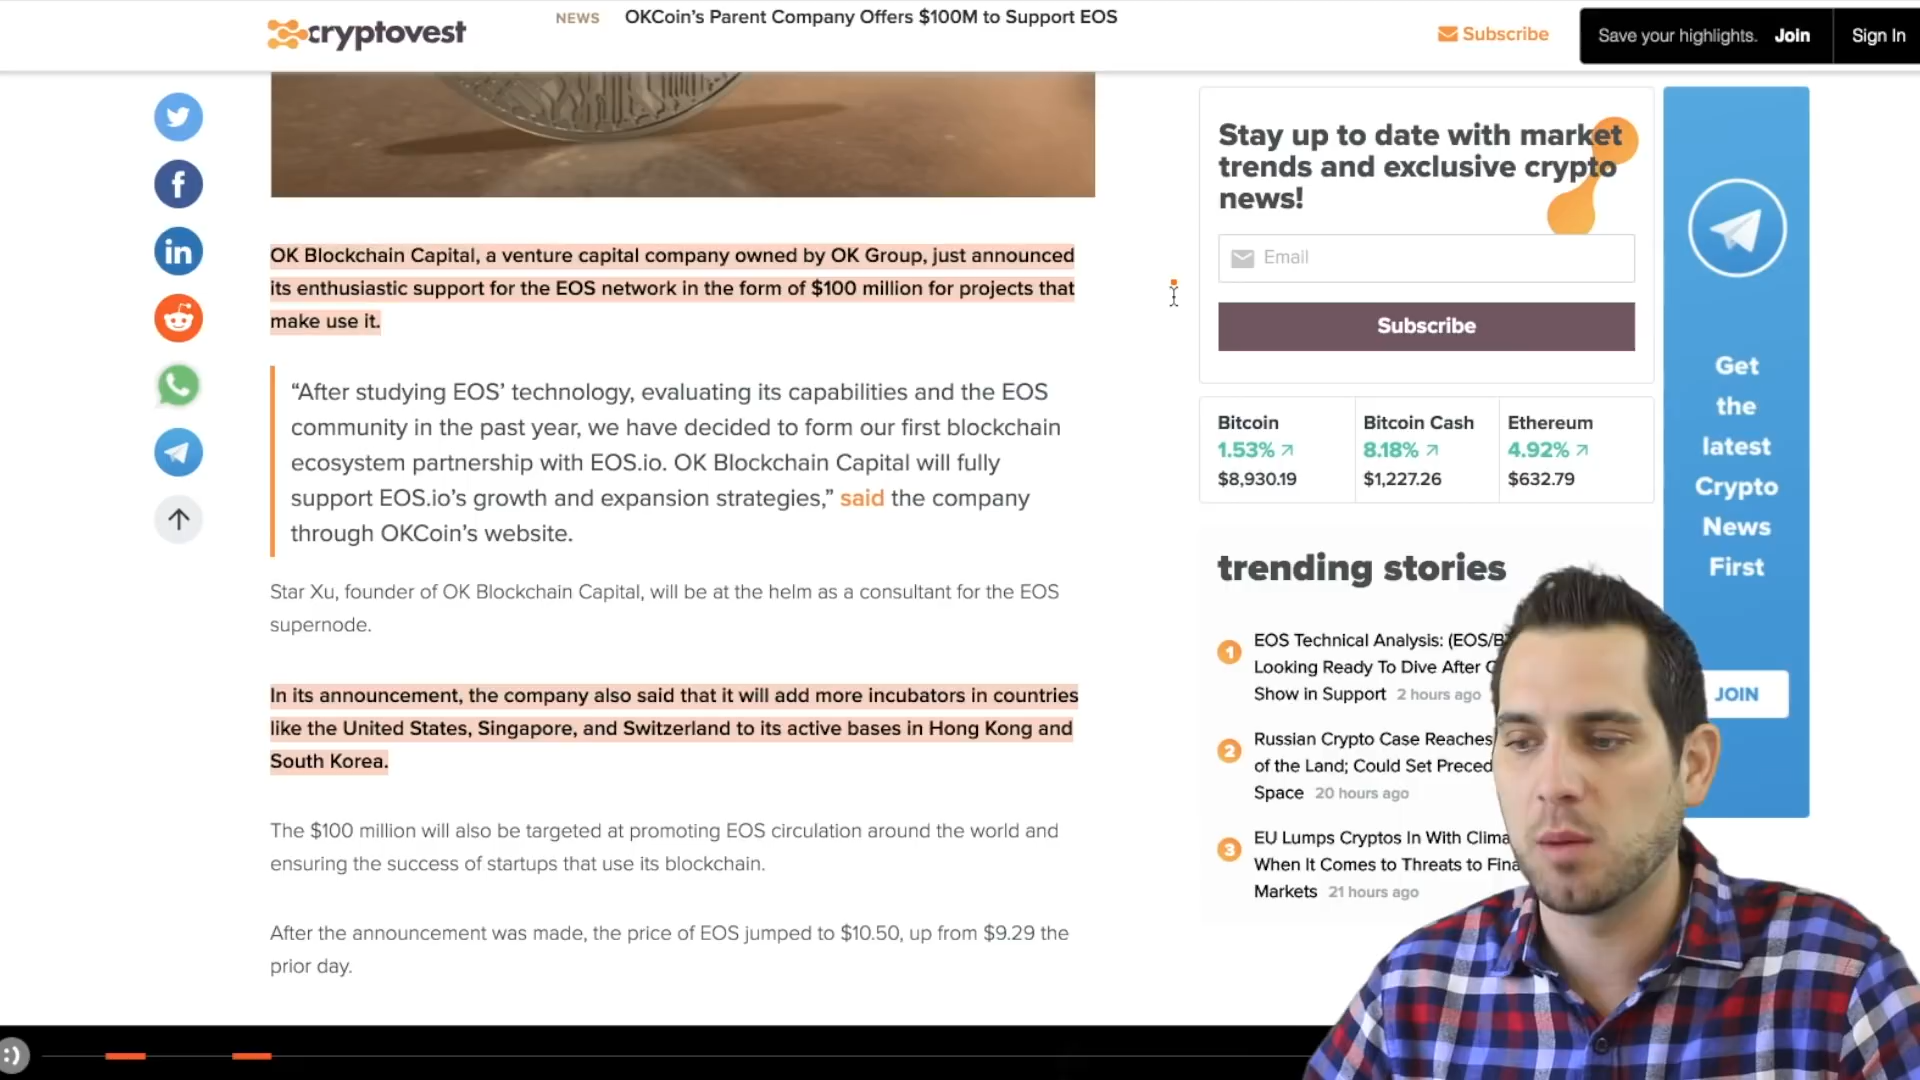 cryptovest
NEWS
OKCoin’s Parent Company Offers $100M to Support EOS
Subscribe
Save your highlights. Join
Sign In
OK Blockchain Capital, a venture capital company owned by OK Group, just announced
its enthusiastic support for the EOS network in the form of $100 million for projects that
make use it.
“After studying EOS’ technology, evaluating its capabilities and the EOS
community in the past year, we have decided to form our first blockchain
ecosystem partnership with EOS.io. OK Blockchain Capital will fully
support EOS.io’s growth and expansion strategies,” said the company
through OKCoin’s website.
Star Xu, founder of OK Blockchain Capital, will be at the helm as a consultant for the EOS
supernode.
In its announcement, the company also said that it will add more incubators in countries
like the United States, Singapore, and Switzerland to its active bases in Hong Kong and
South Korea.
The $100 million will also be targeted at promoting EOS circulation around the world and
ensuring the success of startups that use its blockchain.
After the announcement was made, the price of EOS jumped to $10.50, up from $9.29 the
prior day.
Stay up to date with market
trends and exclusive crypto
news!
Email
Subscribe
Bitcoin
1.53%
$8,930.19
Bitcoin Cash
8.18%
$1,227.26
Ethereum
4.92%
$632.79
trending stories
1
EOS Technical Analysis: (EOS/B
Looking Ready To Dive After
Show in Support 2 hours ago
2
Russian Crypto Case Reaches
of the Land; Could Set Preced
Space 20 hours ago
3
EU Lumps Cryptos In With Clima
When It Comes to Threats to Fina
Markets 21 hours ago
Get
the
latest
Crypto
News
First
JOIN